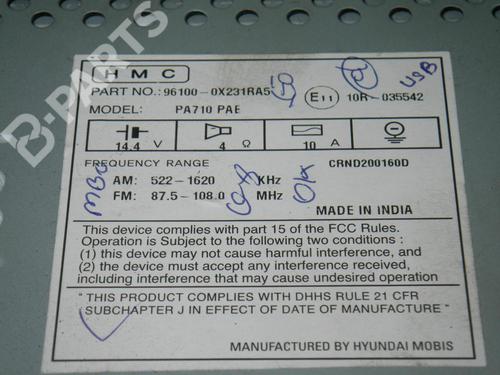 B-PARTS
HMC
PART NO.: 96100-0X231RA5
E11
10R-035542
USB
MODEL: PA710 PAE
14.4 V
4 Ω
10 A
FREQUENCY RANGE
CRND200160D
AM: 522-1620 KHz
FM: 87.5-108.0 MHz
MADE IN INDIA
This device complies with part 15 of the FCC Rules.
Operation is Subject to the following two conditions :
(1) this device may not cause harmful interference, and
(2) the device must accept any interference received,
including interference that may cause undesired operation
"THIS PRODUCT COMPLIES WITH DHHS RULE 21 CFR
SUBCHAPTER J IN EFFECT OF DATE OF MANUFACTURE"
MANUFACTURED BY HYUNDAI MOBIS